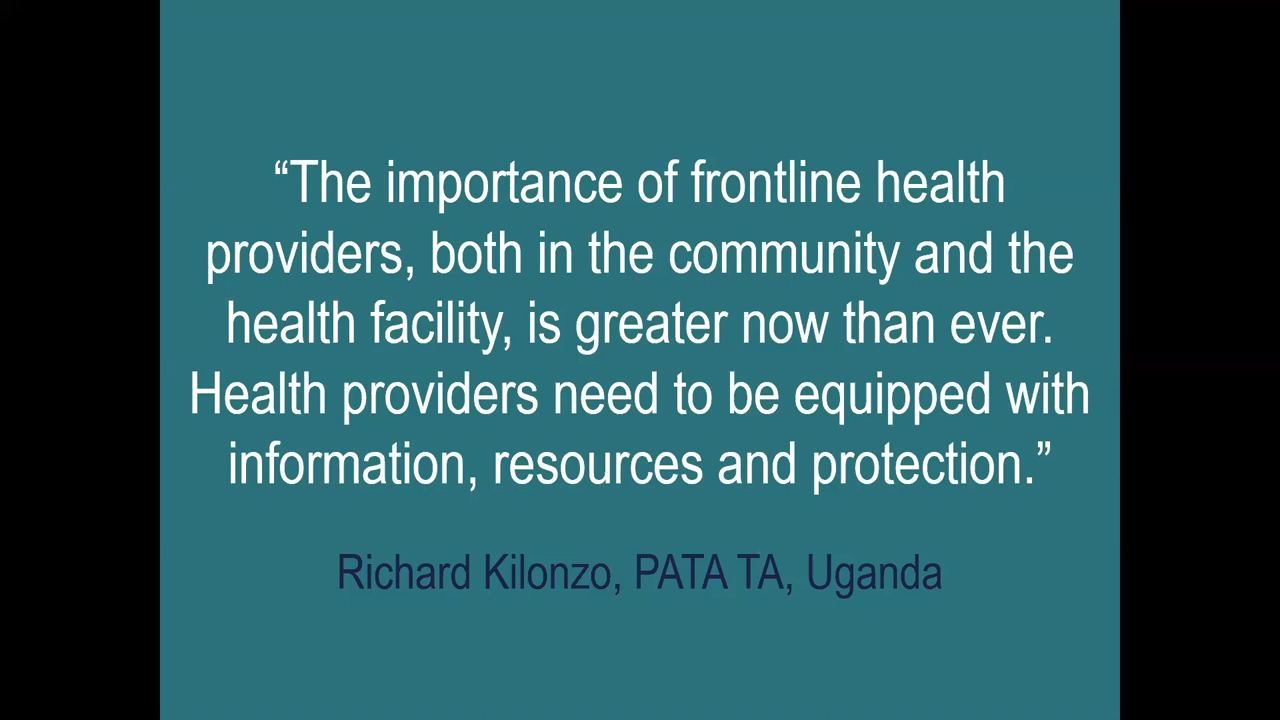 “The importance of frontline health
providers, both in the community and the
health facility, is greater now than ever.
Health providers need to be equipped with
information, resources and protection.”
Richard Kilonzo, PATA TA, Uganda